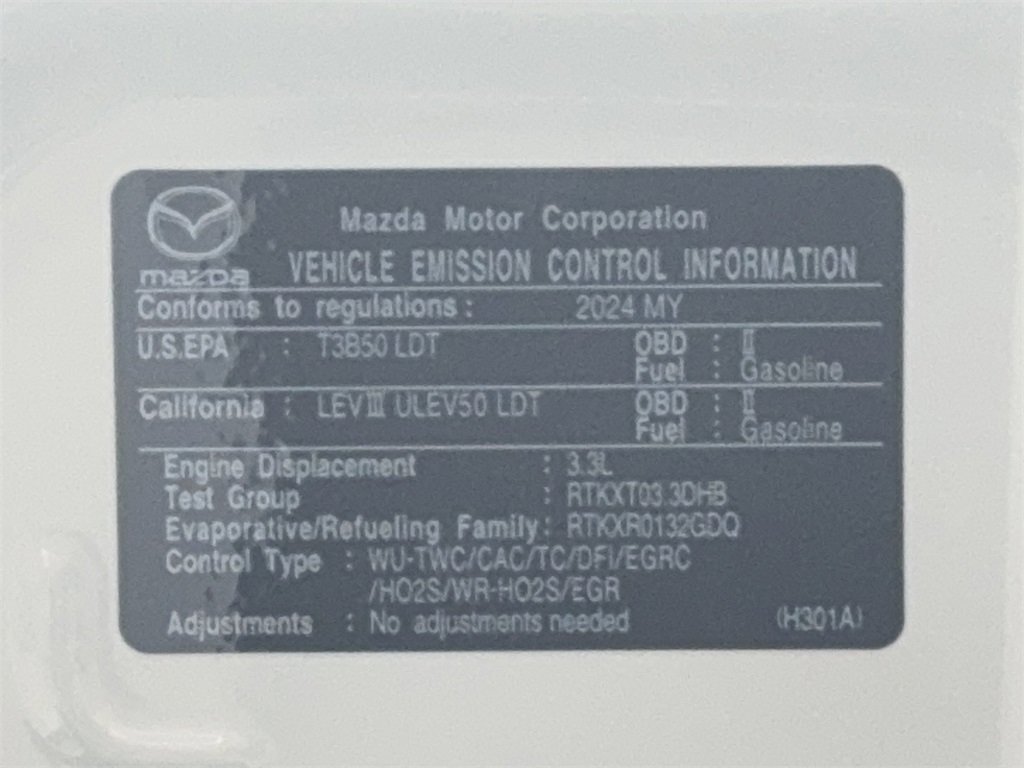 mazda
Mazda Motor Corporation
VEHICLE EMISSION CONTROL INFORMATION
Conforms to regulations : 2024 MY
U.S.EPA : T3B50 LDT OBD : II
Fuel : Gasoline
California : LEVIII ULEV50 LDT OBD : II
Fuel : Gasoline
Engine Displacement : 3.3L
Test Group : RTKXT03.3DHB
Evaporative/Refueling Family : RTKXR0132GDQ
Control Type : WU-TWC/CAC/TC/DFI/EGRC
/HO2S/WR-HO2S/EGR
Adjustments : No adjustments needed (H301A)